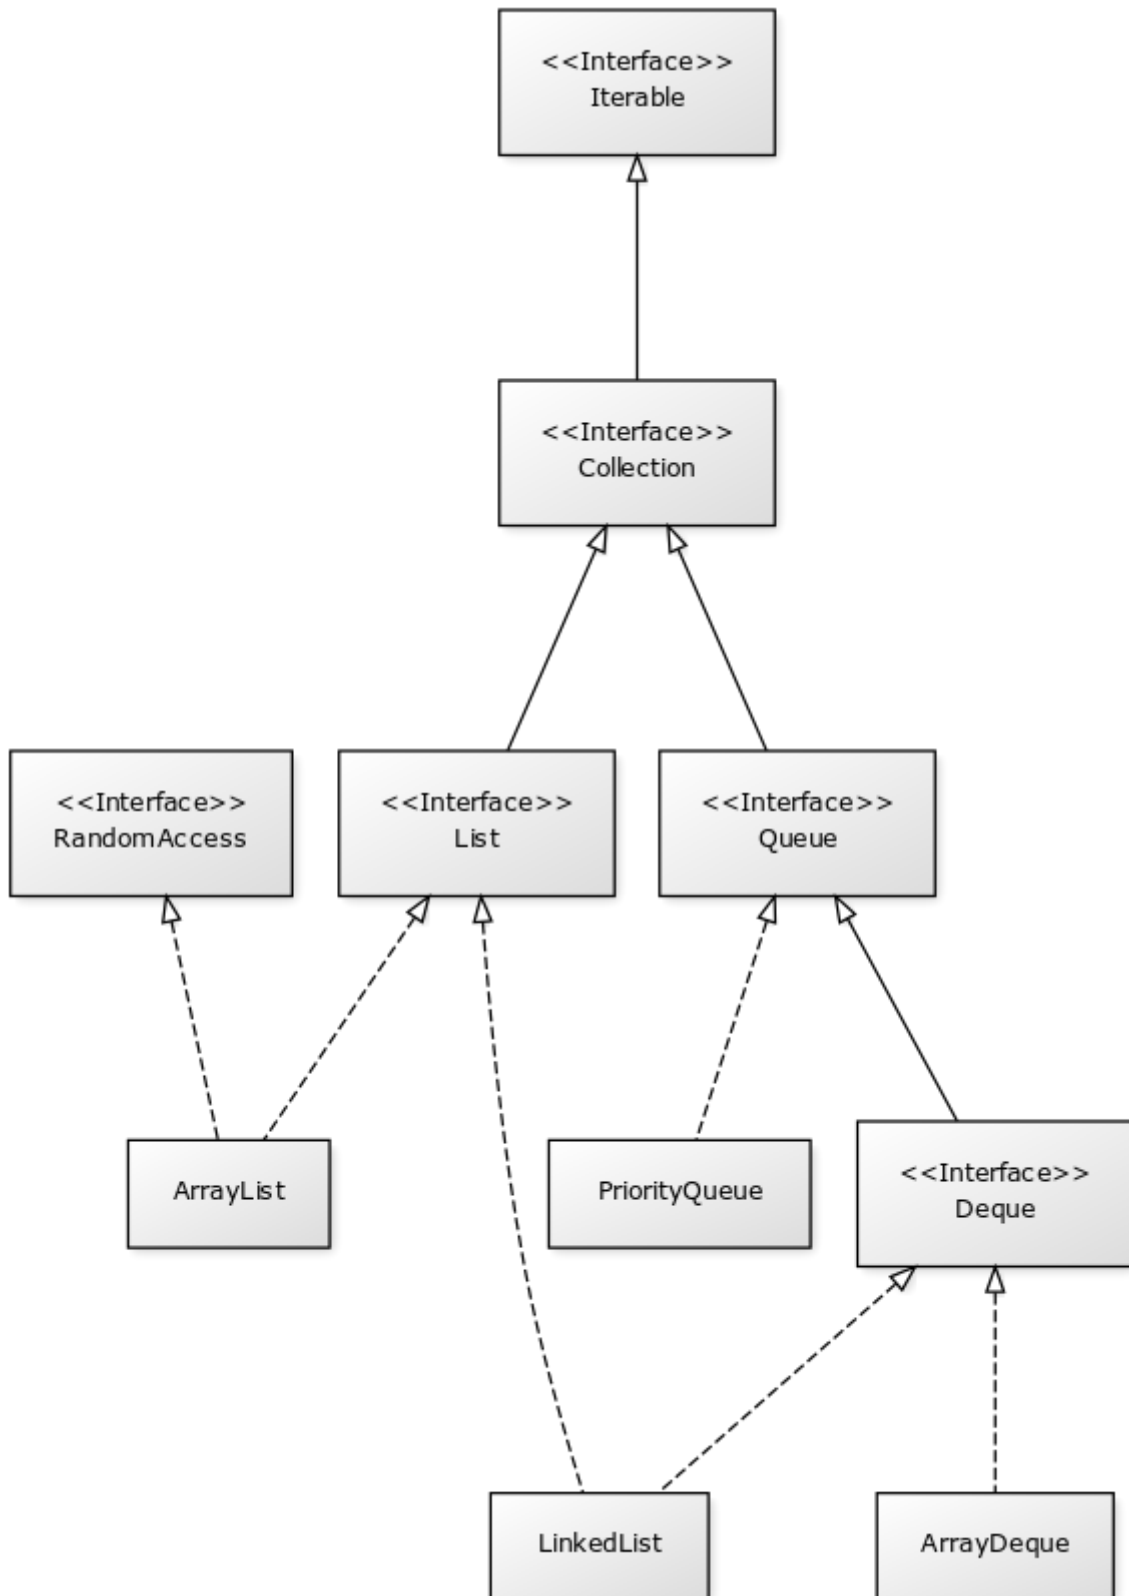 <<Interface>>
Iterable
<<Interface>>
Collection
<<Interface>>
RandomAccess
<<Interface>>
List
<<Interface>>
Queue
ArrayList
PriorityQueue
<<Interface>>
Deque
LinkedList
ArrayDeque